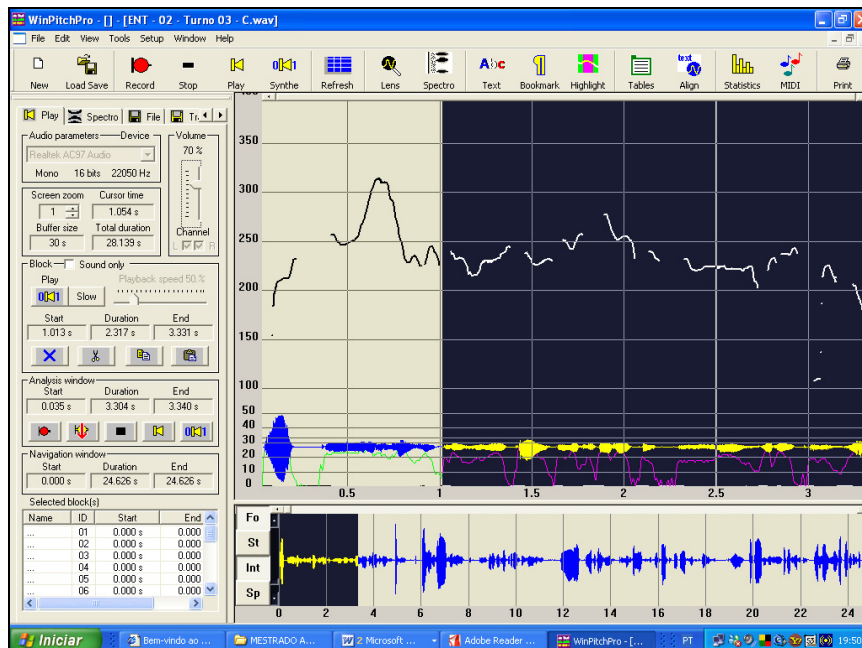 WinPitchPro - [] - [ENT - 02 - Turno 03 - C.wav]
File Edit View Tools Setup Window Help
New Load Save Record Stop Play Synthe Refresh Lens Spectro Text Bookmark Highlight Tables Align Statistics MIDI Print
Play Spectro File
Audio parameters Device Volume
Realtek AC97 Audio 70 %
Mono 16 bits 22050 Hz
Screen zoom Cursor time
1 1.054 s
Buffer size Total duration Channel
30 s 28.139 s L R
Block Sound only
Play Playback speed 50 %
Slow
Start Duration End
1.013 s 2.317 s 3.331 s
Analysis window
Start Duration End
0.035 s 3.304 s 3.340 s
Navigation window
Start Duration End
0.000 s 24.626 s 24.626 s
Selected block(s)
Name ID Start End
... 01 0.000 s 0.000
... 02 0.000 s 0.000
... 03 0.000 s 0.000
... 04 0.000 s 0.000
... 05 0.000 s 0.000
... 06 0.000 s 0.000
350
300
250
200
150
100
50
40
30
20
10
0
0.5 1 1.5 2 2.5 3
Fo
St
Int
Sp
0 2 4 6 8 10 12 14 16 18 20 22 24
Iniciar Bem-vindo ao ... MESTRADO A... 2 Microsoft ... Adobe Reader ... WinPitchPro - [... PT 19:50